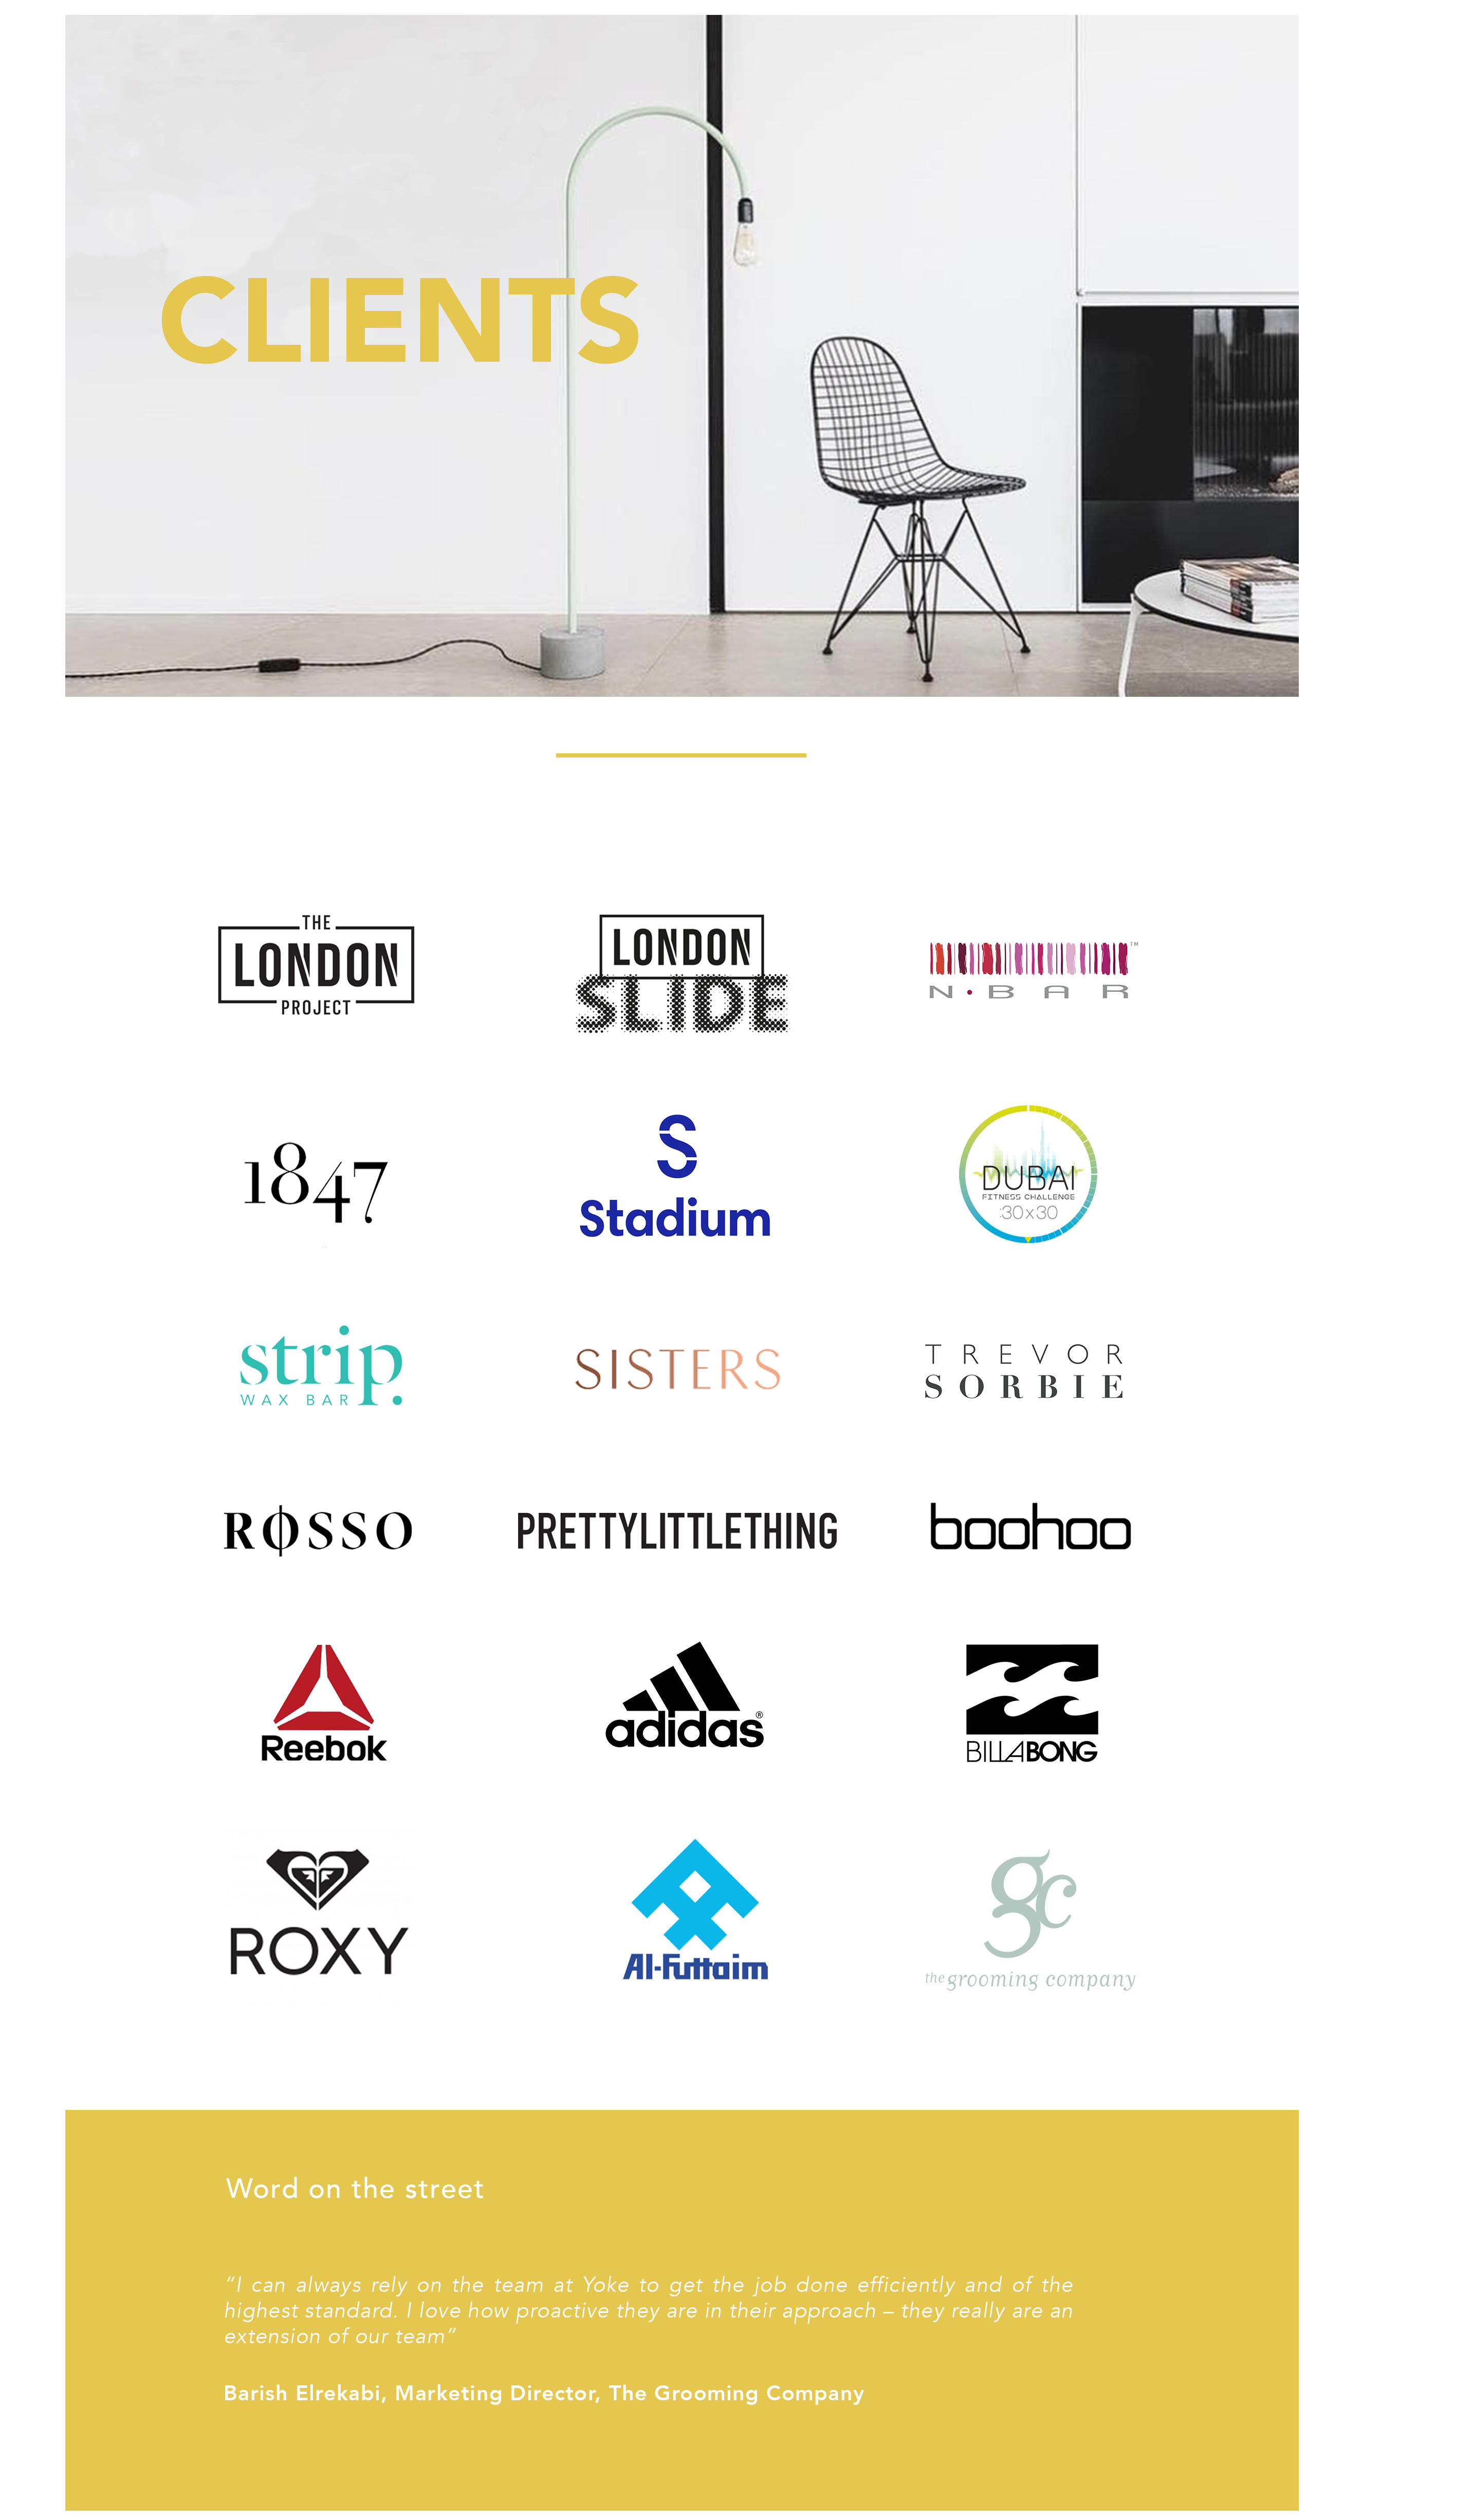 CLIENTS
THE
LONDON
PROJECT
LONDON
SLIDE
N·BAR
TM
1847
S
Stadium
DUBAI
FITNESS CHALLENGE
30x30
strip.
WAX BAR
SISTERS
TREVOR
SORBIE
ROSSO
PRETTYLITTLETHING
boohoo
Reebok
adidas®
BILLABONG
ROXY
Al-Futtaim
gc
the grooming company
Word on the street
“I can always rely on the team at Yoke to get the job done efficiently and of the
highest standard. I love how proactive they are in their approach – they really are an
extension of our team”
Barish Elrekabi, Marketing Director, The Grooming Company